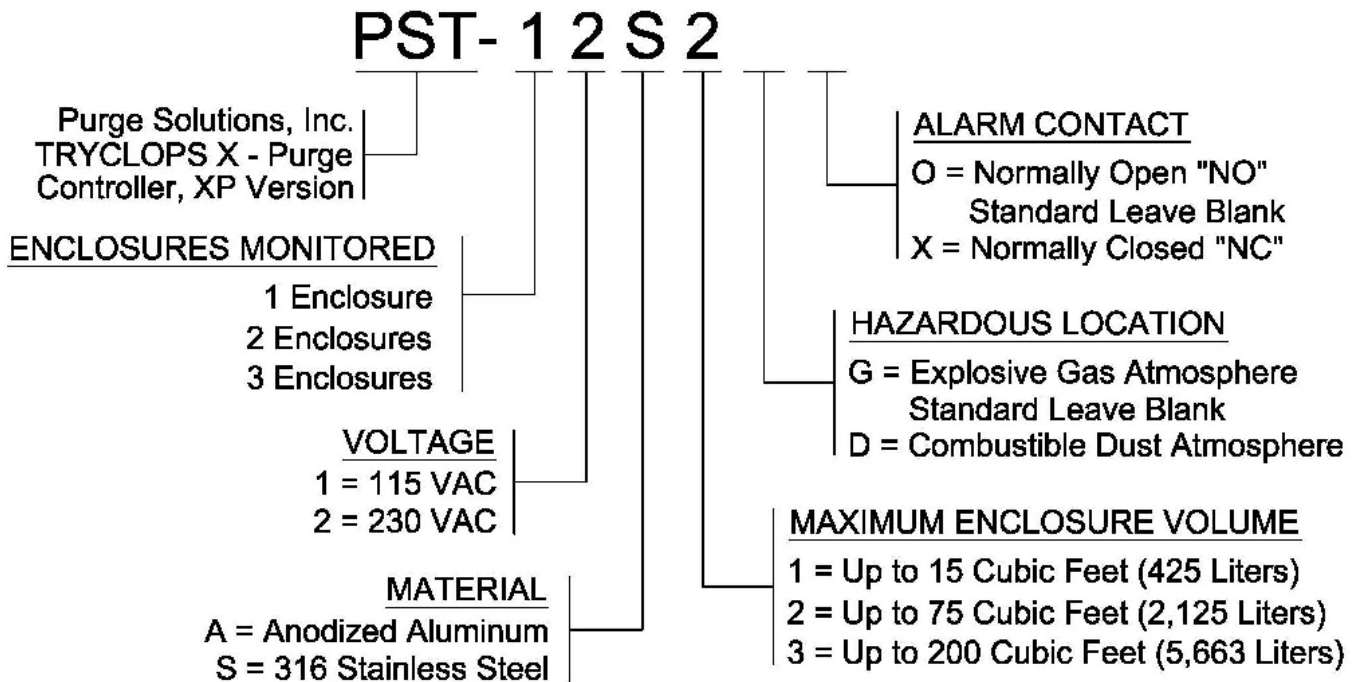 PST- 1 2 S 2
Purge Solutions, Inc.
TRYCLOPS X - Purge
Controller, XP Version
ENCLOSURES MONITORED
1 Enclosure
2 Enclosures
3 Enclosures
VOLTAGE
1 = 115 VAC
2 = 230 VAC
MATERIAL
A = Anodized Aluminum
S = 316 Stainless Steel
ALARM CONTACT
O = Normally Open "NO"
Standard Leave Blank
X = Normally Closed "NC"
HAZARDOUS LOCATION
G = Explosive Gas Atmosphere
Standard Leave Blank
D = Combustible Dust Atmosphere
MAXIMUM ENCLOSURE VOLUME
1 = Up to 15 Cubic Feet (425 Liters)
2 = Up to 75 Cubic Feet (2,125 Liters)
3 = Up to 200 Cubic Feet (5,663 Liters)